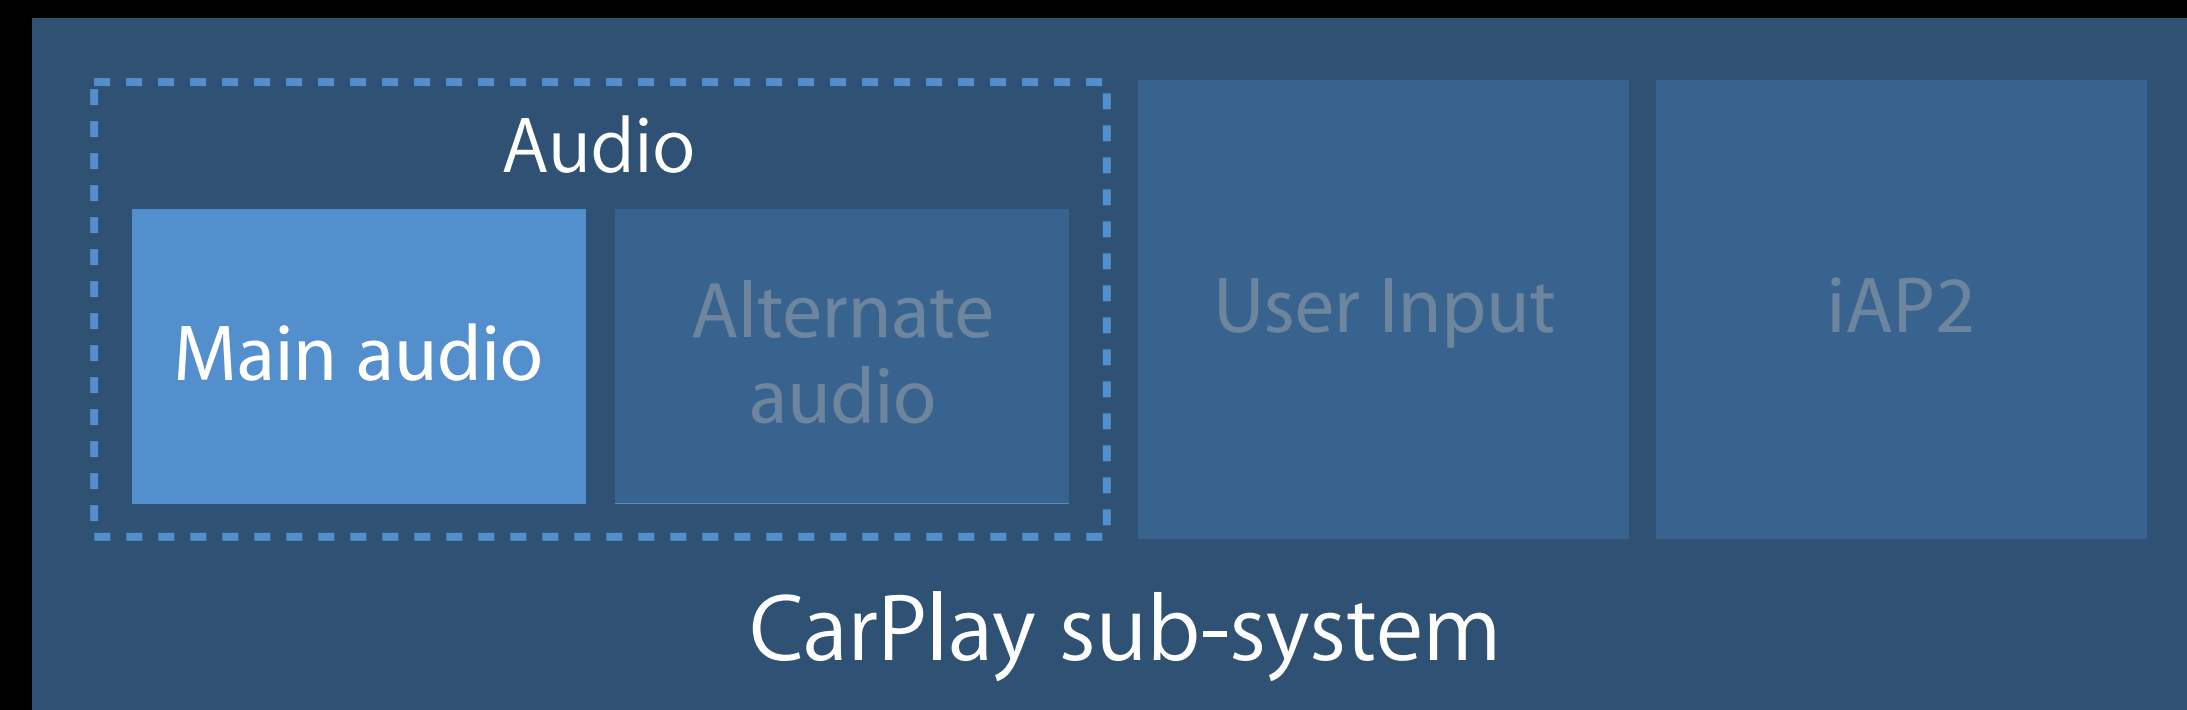 Audio
Main audio
Alternate
audio
User Input
iAP2
CarPlay sub-system